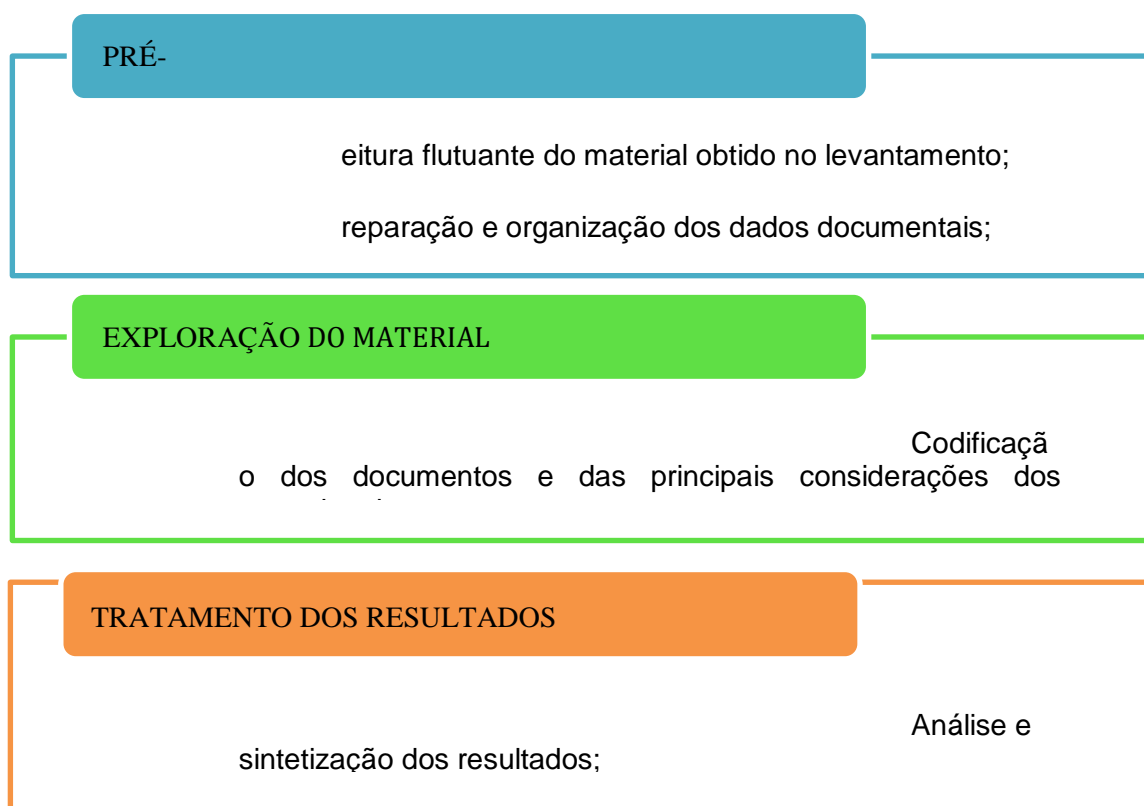 PRÉ-
eitura flutuante do material obtido no levantamento;
reparação e organização dos dados documentais;
EXPLORAÇÃO DO MATERIAL
Codificaçã
o dos documentos e das principais considerações dos
TRATAMENTO DOS RESULTADOS
Análise e
sintetização dos resultados;